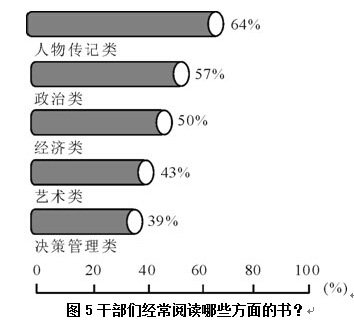 64%
人物传记类
57%
政治类
50%
经济类
43%
艺术类
39%
决策管理类
0 20 40 60 80 100
(%)
图5干部们经常阅读哪些方面的书？